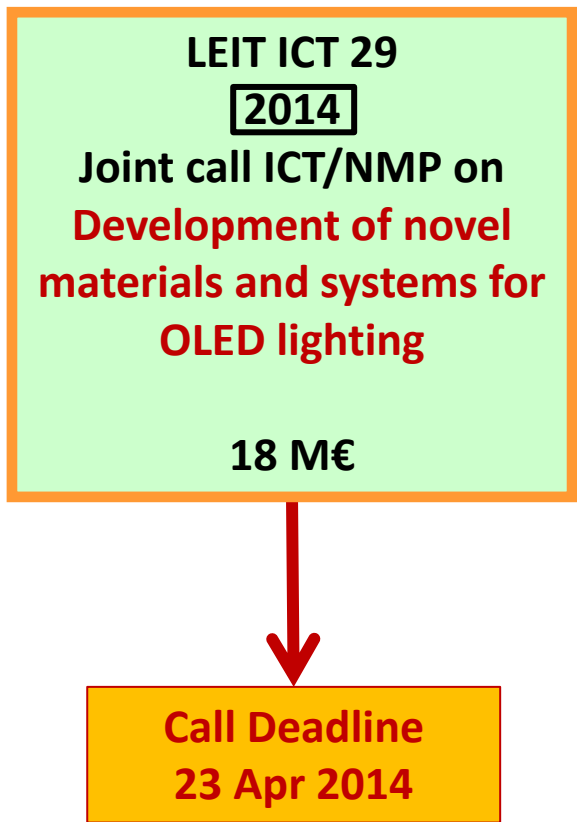 LEIT ICT 29
2014
Joint call ICT/NMP on
Development of novel
materials and systems for
OLED lighting
18 M€
Call Deadline
23 Apr 2014